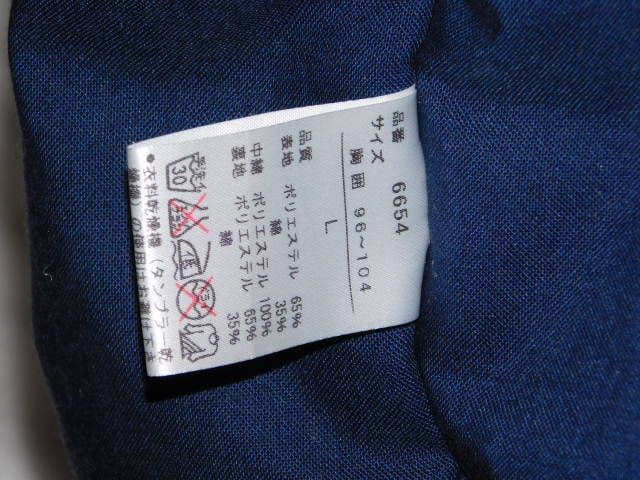 品番 6654
サイズ L
胸囲 96〜104
品質
表地 ポリエステル 65%
綿 35%
中綿 ポリエステル 100%
裏地 ポリエステル 65%
綿 35%
30
●衣料乾燥機(タンブラー乾
燥機)の使用はお避け下さ